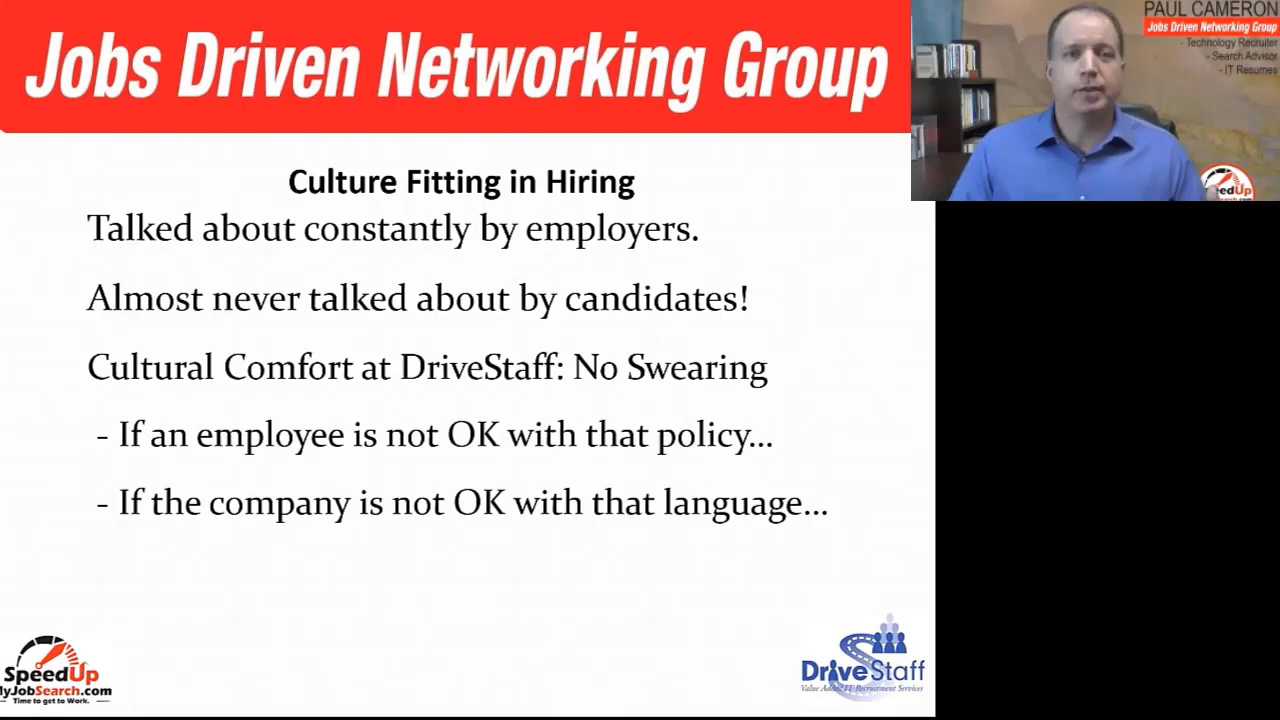 Jobs Driven Networking Group
PAUL CAMERON
Jobs Driven Networking Group
- Technology Recruiter
- Search Advisor
- IT Resumes
Culture Fitting in Hiring
Talked about constantly by employers.
Almost never talked about by candidates!
Cultural Comfort at DriveStaff: No Swearing
- If an employee is not OK with that policy...
- If the company is not OK with that language...
edUp
SpeedUp
MyJobSearch.com
Time to get to Work.
DriveStaff
Value Added IT Recruitment Services